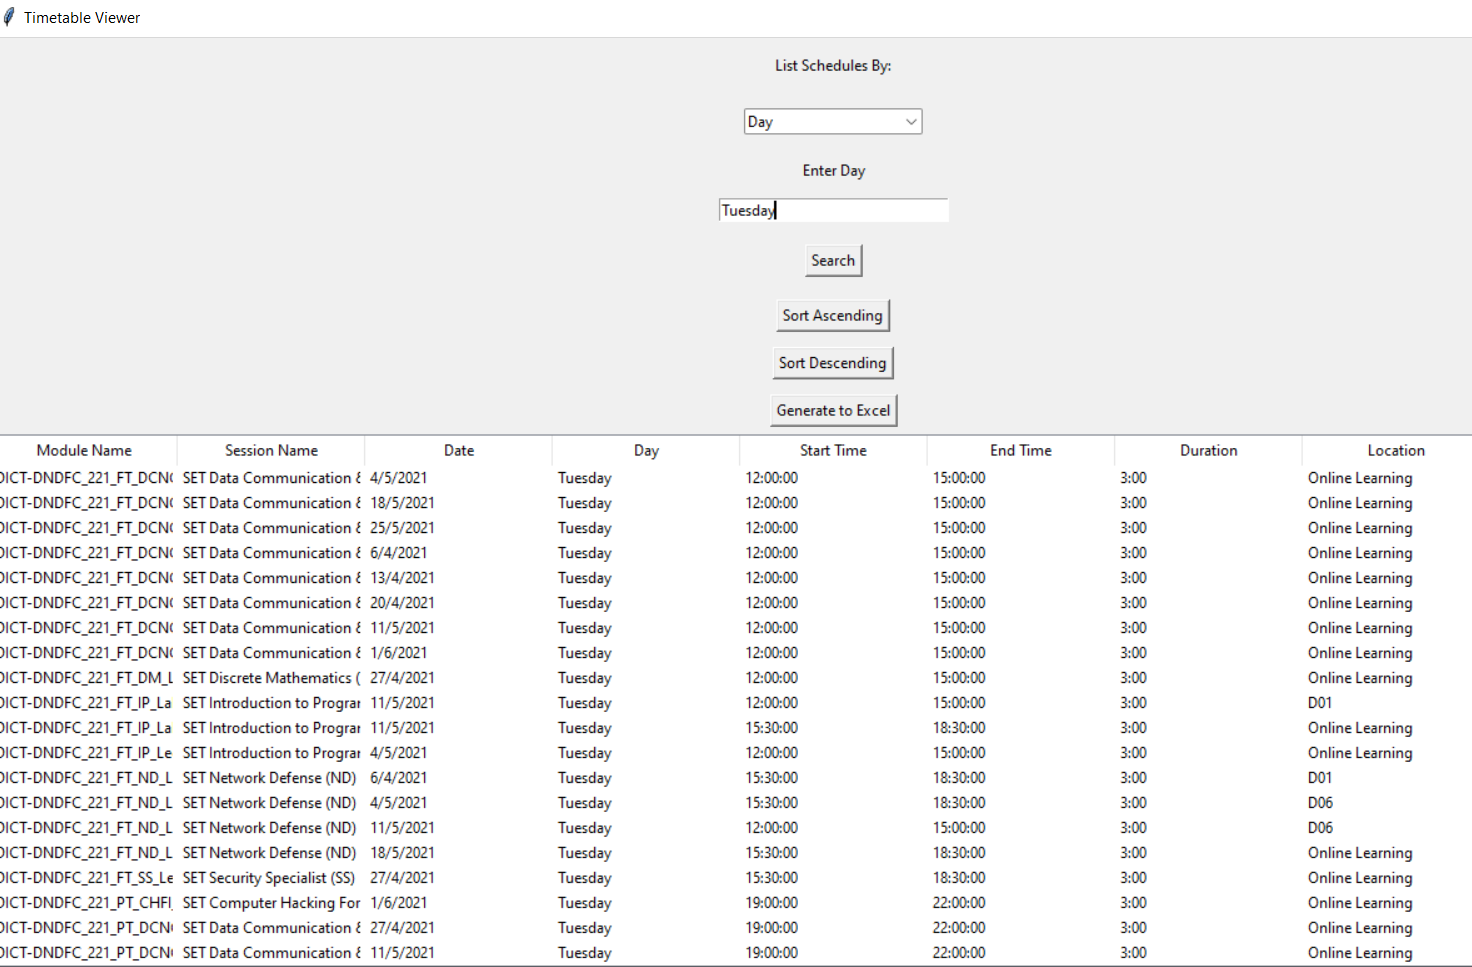 Timetable Viewer
List Schedules By:
Day
Enter Day
Tuesday
Search
Sort Ascending
Sort Descending
Generate to Excel
Module Name Session Name Date Day Start Time End Time Duration Location
DICT-DNDFC_221_FT_DCN SET Data Communication & 4/5/2021 Tuesday 12:00:00 15:00:00 3:00 Online Learning
DICT-DNDFC_221_FT_DCN SET Data Communication & 18/5/2021 Tuesday 12:00:00 15:00:00 3:00 Online Learning
DICT-DNDFC_221_FT_DCN SET Data Communication & 25/5/2021 Tuesday 12:00:00 15:00:00 3:00 Online Learning
DICT-DNDFC_221_FT_DCN SET Data Communication & 6/4/2021 Tuesday 12:00:00 15:00:00 3:00 Online Learning
DICT-DNDFC_221_FT_DCN SET Data Communication & 13/4/2021 Tuesday 12:00:00 15:00:00 3:00 Online Learning
DICT-DNDFC_221_FT_DCN SET Data Communication & 20/4/2021 Tuesday 12:00:00 15:00:00 3:00 Online Learning
DICT-DNDFC_221_FT_DCN SET Data Communication & 11/5/2021 Tuesday 12:00:00 15:00:00 3:00 Online Learning
DICT-DNDFC_221_FT_DCN SET Data Communication & 1/6/2021 Tuesday 12:00:00 15:00:00 3:00 Online Learning
DICT-DNDFC_221_FT_DM_L SET Discrete Mathematics ( 27/4/2021 Tuesday 12:00:00 15:00:00 3:00 Online Learning
DICT-DNDFC_221_FT_IP_La SET Introduction to Prograr 11/5/2021 Tuesday 12:00:00 15:00:00 3:00 D01
DICT-DNDFC_221_FT_IP_La SET Introduction to Prograr 11/5/2021 Tuesday 15:30:00 18:30:00 3:00 Online Learning
DICT-DNDFC_221_FT_IP_Le SET Introduction to Prograr 4/5/2021 Tuesday 12:00:00 15:00:00 3:00 Online Learning
DICT-DNDFC_221_FT_ND_L SET Network Defense (ND) 6/4/2021 Tuesday 15:30:00 18:30:00 3:00 D01
DICT-DNDFC_221_FT_ND_L SET Network Defense (ND) 4/5/2021 Tuesday 15:30:00 18:30:00 3:00 D06
DICT-DNDFC_221_FT_ND_L SET Network Defense (ND) 11/5/2021 Tuesday 12:00:00 15:00:00 3:00 D06
DICT-DNDFC_221_FT_ND_L SET Network Defense (ND) 18/5/2021 Tuesday 15:30:00 18:30:00 3:00 Online Learning
DICT-DNDFC_221_FT_SS_Le SET Security Specialist (SS) 27/4/2021 Tuesday 15:30:00 18:30:00 3:00 Online Learning
DICT-DNDFC_221_PT_CHFI_ SET Computer Hacking For 1/6/2021 Tuesday 19:00:00 22:00:00 3:00 Online Learning
DICT-DNDFC_221_PT_DCN SET Data Communication & 27/4/2021 Tuesday 19:00:00 22:00:00 3:00 Online Learning
DICT-DNDFC_221_PT_DCN SET Data Communication & 11/5/2021 Tuesday 19:00:00 22:00:00 3:00 Online Learning